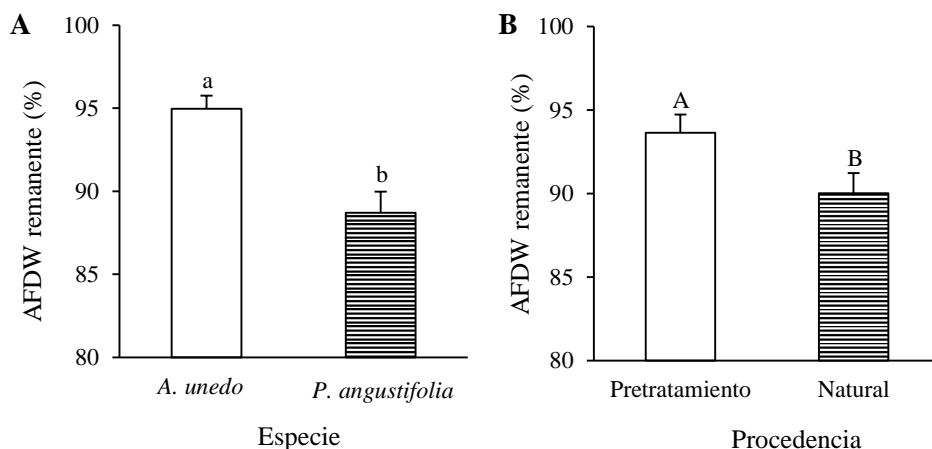 A
100
95
90
85
80
AFDW remanente (%)
a
b
A. unedo
P. angustifolia
Especie
B
100
95
90
85
80
AFDW remanente (%)
A
B
Pretratamiento
Natural
Procedencia